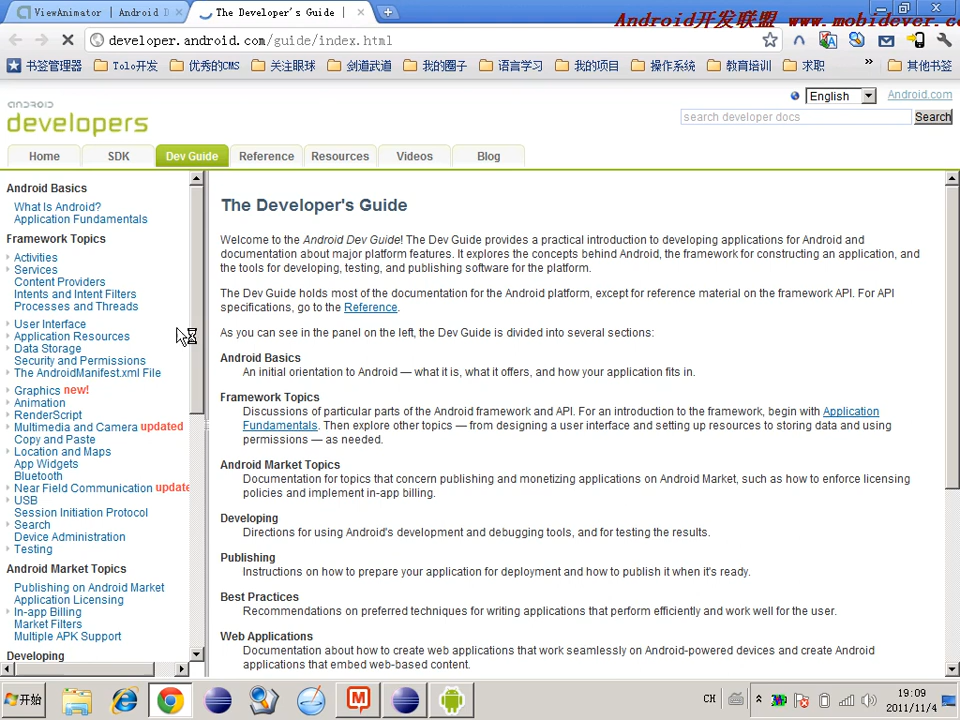 ViewAnimator | Android D
The Developer's Guide |
Android开发联盟 www.mobidever.co
developer.android.com/guide/index.html
书签管理器 Tolo开发 优秀的CMS 关注眼球 剑道武道 我的圈子 语言学习 我的项目 操作系统 教育培训 求职 » 其他书签
English Android.com
android
developers
search developer docs Search
Home SDK Dev Guide Reference Resources Videos Blog
Android Basics
What Is Android?
Application Fundamentals
Framework Topics
Activities
Services
Content Providers
Intents and Intent Filters
Processes and Threads
User Interface
Application Resources
Data Storage
Security and Permissions
The AndroidManifest.xml File
Graphics new!
Animation
RenderScript
Multimedia and Camera updated
Copy and Paste
Location and Maps
App Widgets
Bluetooth
Near Field Communication update
USB
Session Initiation Protocol
Search
Device Administration
Testing
Android Market Topics
Publishing on Android Market
Application Licensing
In-app Billing
Market Filters
Multiple APK Support
Developing
The Developer's Guide
Welcome to the Android Dev Guide! The Dev Guide provides a practical introduction to developing applications for Android and
documentation about major platform features. It explores the concepts behind Android, the framework for constructing an application, and
the tools for developing, testing, and publishing software for the platform.
The Dev Guide holds most of the documentation for the Android platform, except for reference material on the framework API. For API
specifications, go to the Reference.
As you can see in the panel on the left, the Dev Guide is divided into several sections:
Android Basics
An initial orientation to Android — what it is, what it offers, and how your application fits in.
Framework Topics
Discussions of particular parts of the Android framework and API. For an introduction to the framework, begin with Application
Fundamentals. Then explore other topics — from designing a user interface and setting up resources to storing data and using
permissions — as needed.
Android Market Topics
Documentation for topics that concern publishing and monetizing applications on Android Market, such as how to enforce licensing
policies and implement in-app billing.
Developing
Directions for using Android's development and debugging tools, and for testing the results.
Publishing
Instructions on how to prepare your application for deployment and how to publish it when it's ready.
Best Practices
Recommendations on preferred techniques for writing applications that perform efficiently and work well for the user.
Web Applications
Documentation about how to create web applications that work seamlessly on Android-powered devices and create Android
applications that embed web-based content.
开始
CH
19:09
2011/11/4